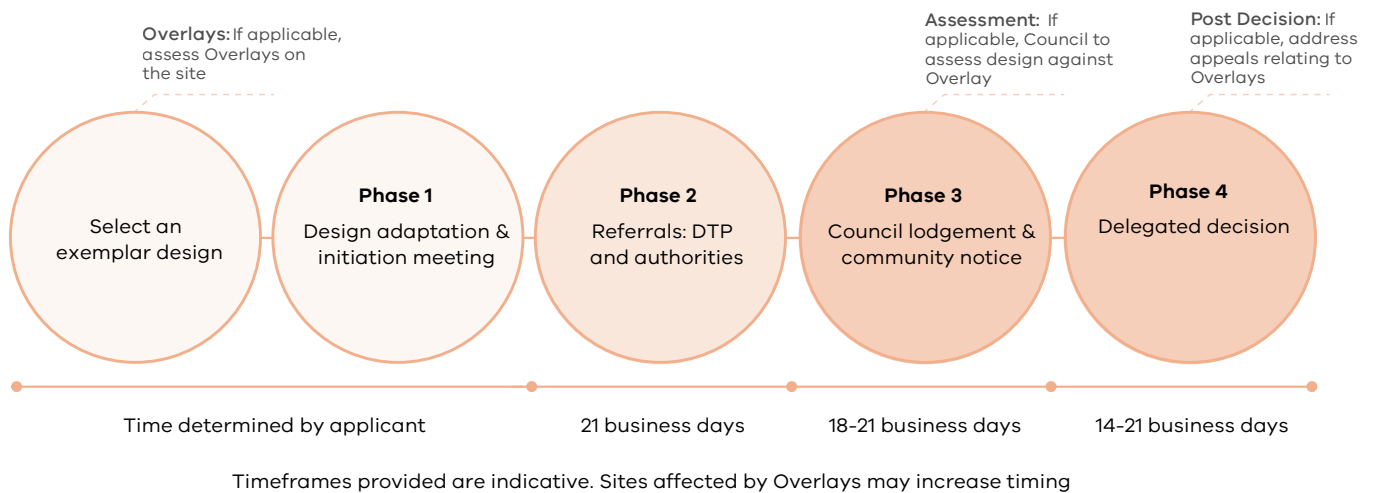 Overlays: If applicable,
assess Overlays on
the site
Assessment: If
applicable, Council to
assess design against
Overlay
Post Decision: If
applicable, address
appeals relating to
Overlays
Select an
exemplar design
Phase 1
Design adaptation &
initiation meeting
Phase 2
Referrals: DTP
and authorities
Phase 3
Council lodgement &
community notice
Phase 4
Delegated decision
Time determined by applicant
21 business days
18-21 business days
14-21 business days
Timeframes provided are indicative. Sites affected by Overlays may increase timing